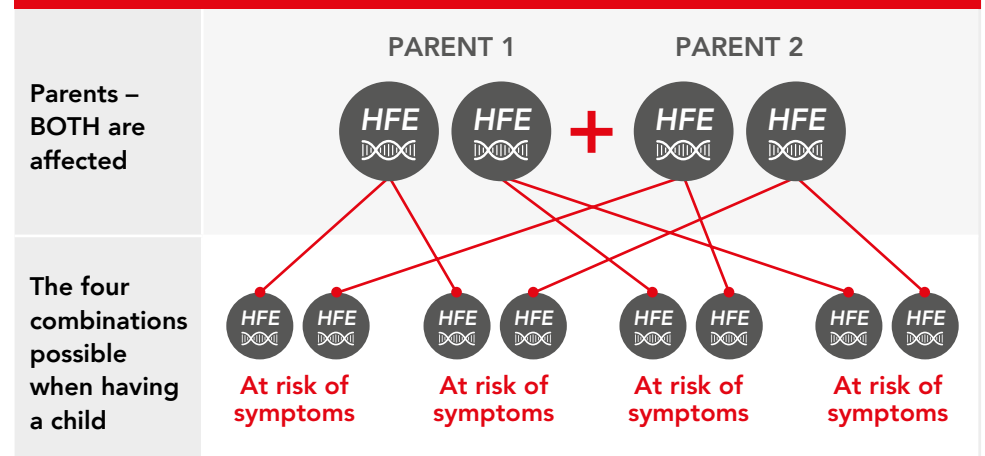 PARENT 1
PARENT 2
Parents –
BOTH are
affected
HFE
HFE
+
HFE
HFE
The four
combinations
possible
when having
a child
HFE
HFE
HFE
HFE
HFE
HFE
HFE
HFE
At risk of
symptoms
At risk of
symptoms
At risk of
symptoms
At risk of
symptoms